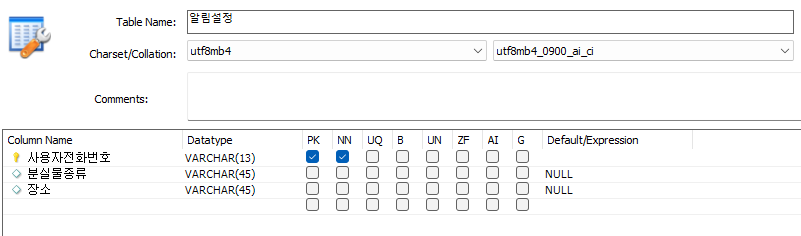 Table Name: 알림설정
Charset/Collation: utf8mb4 utf8mb4_0900_ai_ci
Comments:
Column Name Datatype PK NN UQ B UN ZF AI G Default/Expression
사용자전화번호 VARCHAR(13)
분실물종류 VARCHAR(45) NULL
장소 VARCHAR(45) NULL